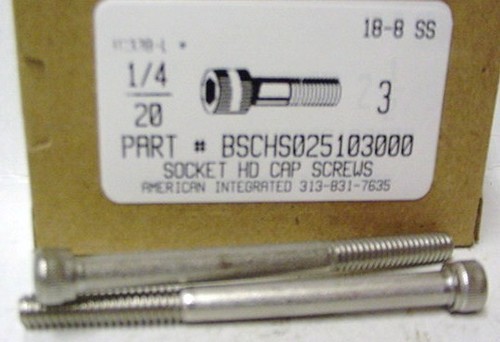 18-8 SS
1/4
20
3
PART # BSCHS025103000
SOCKET HD CAP SCREWS
AMERICAN INTEGRATED 313-831-7635